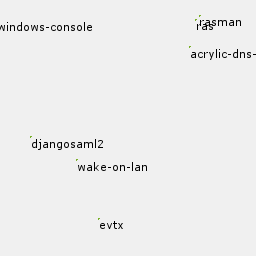 rasman
ras
windows-console
acrylic-dns-
djangosaml2
wake-on-lan
evtx